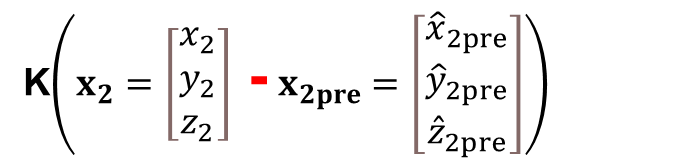 K( x₂ = [x₂ y₂ z₂] - x₂pre = [x̂₂pre ŷ₂pre ẑ₂pre] )